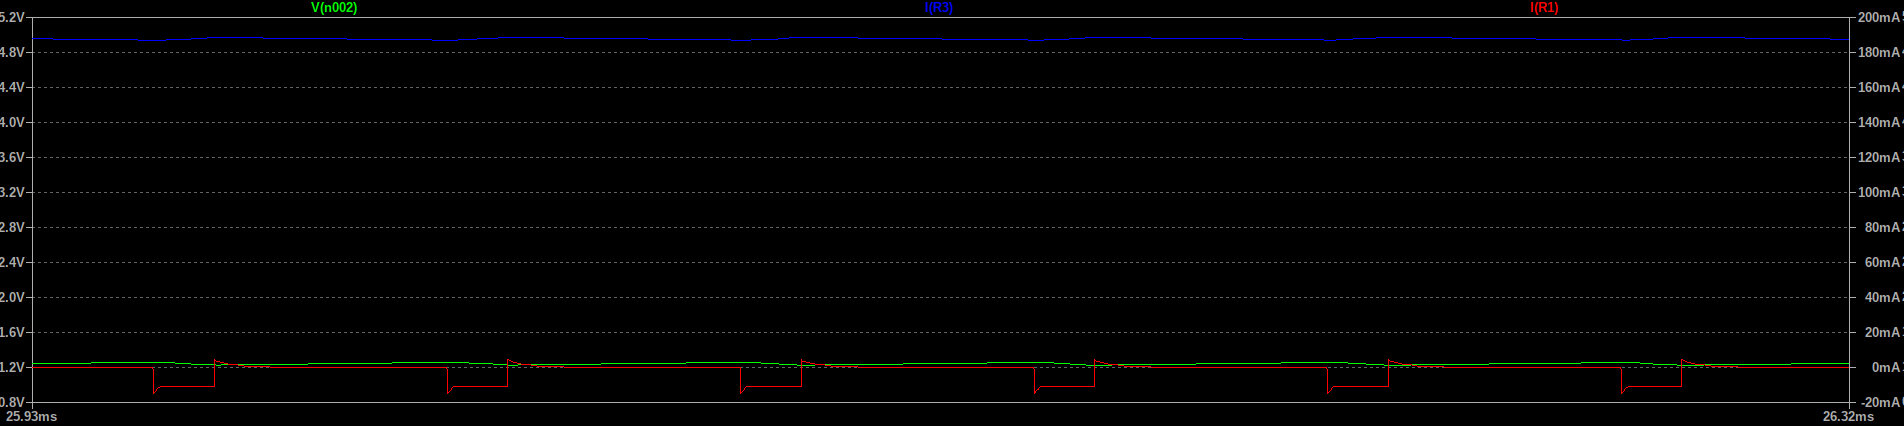 V(n002) I(R3) I(R1)
5.2V 200mA
4.8V 180mA
4.4V 160mA
4.0V 140mA
3.6V 120mA
3.2V 100mA
2.8V 80mA
2.4V 60mA
2.0V 40mA
1.6V 20mA
1.2V 0mA
0.8V -20mA
25.93ms 26.32ms